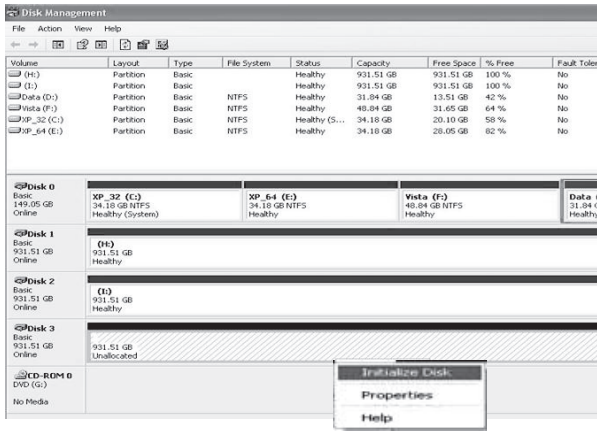 Disk Management
File Action View Help
Volume Layout Type File System Status Capacity Free Space % Free Fault Toler
(H:) Partition Basic Healthy 931.51 GB 931.51 GB 100 % No
(I:) Partition Basic Healthy 931.51 GB 931.51 GB 100 % No
Data (D:) Partition Basic NTFS Healthy 31.84 GB 13.51 GB 42 % No
Vista (F:) Partition Basic NTFS Healthy 48.84 GB 31.65 GB 64 % No
XP_32 (C:) Partition Basic NTFS Healthy (S... 34.18 GB 20.10 GB 58 % No
XP_64 (E:) Partition Basic NTFS Healthy 34.18 GB 28.05 GB 82 % No
Disk 0
Basic
149.05 GB
Online
XP_32 (C:)
34.18 GB NTFS
Healthy (System)
XP_64 (E:)
34.18 GB NTFS
Healthy
Vista (F:)
48.84 GB NTFS
Healthy
Data
31.84
Healthy
Disk 1
Basic
931.51 GB
Online
(H:)
931.51 GB
Healthy
Disk 2
Basic
931.51 GB
Online
(I:)
931.51 GB
Healthy
Disk 3
Basic
931.51 GB
Online
931.51 GB
Unallocated
Initialize Disk
Properties
Help
CD-ROM 0
DVD (G:)
No Media